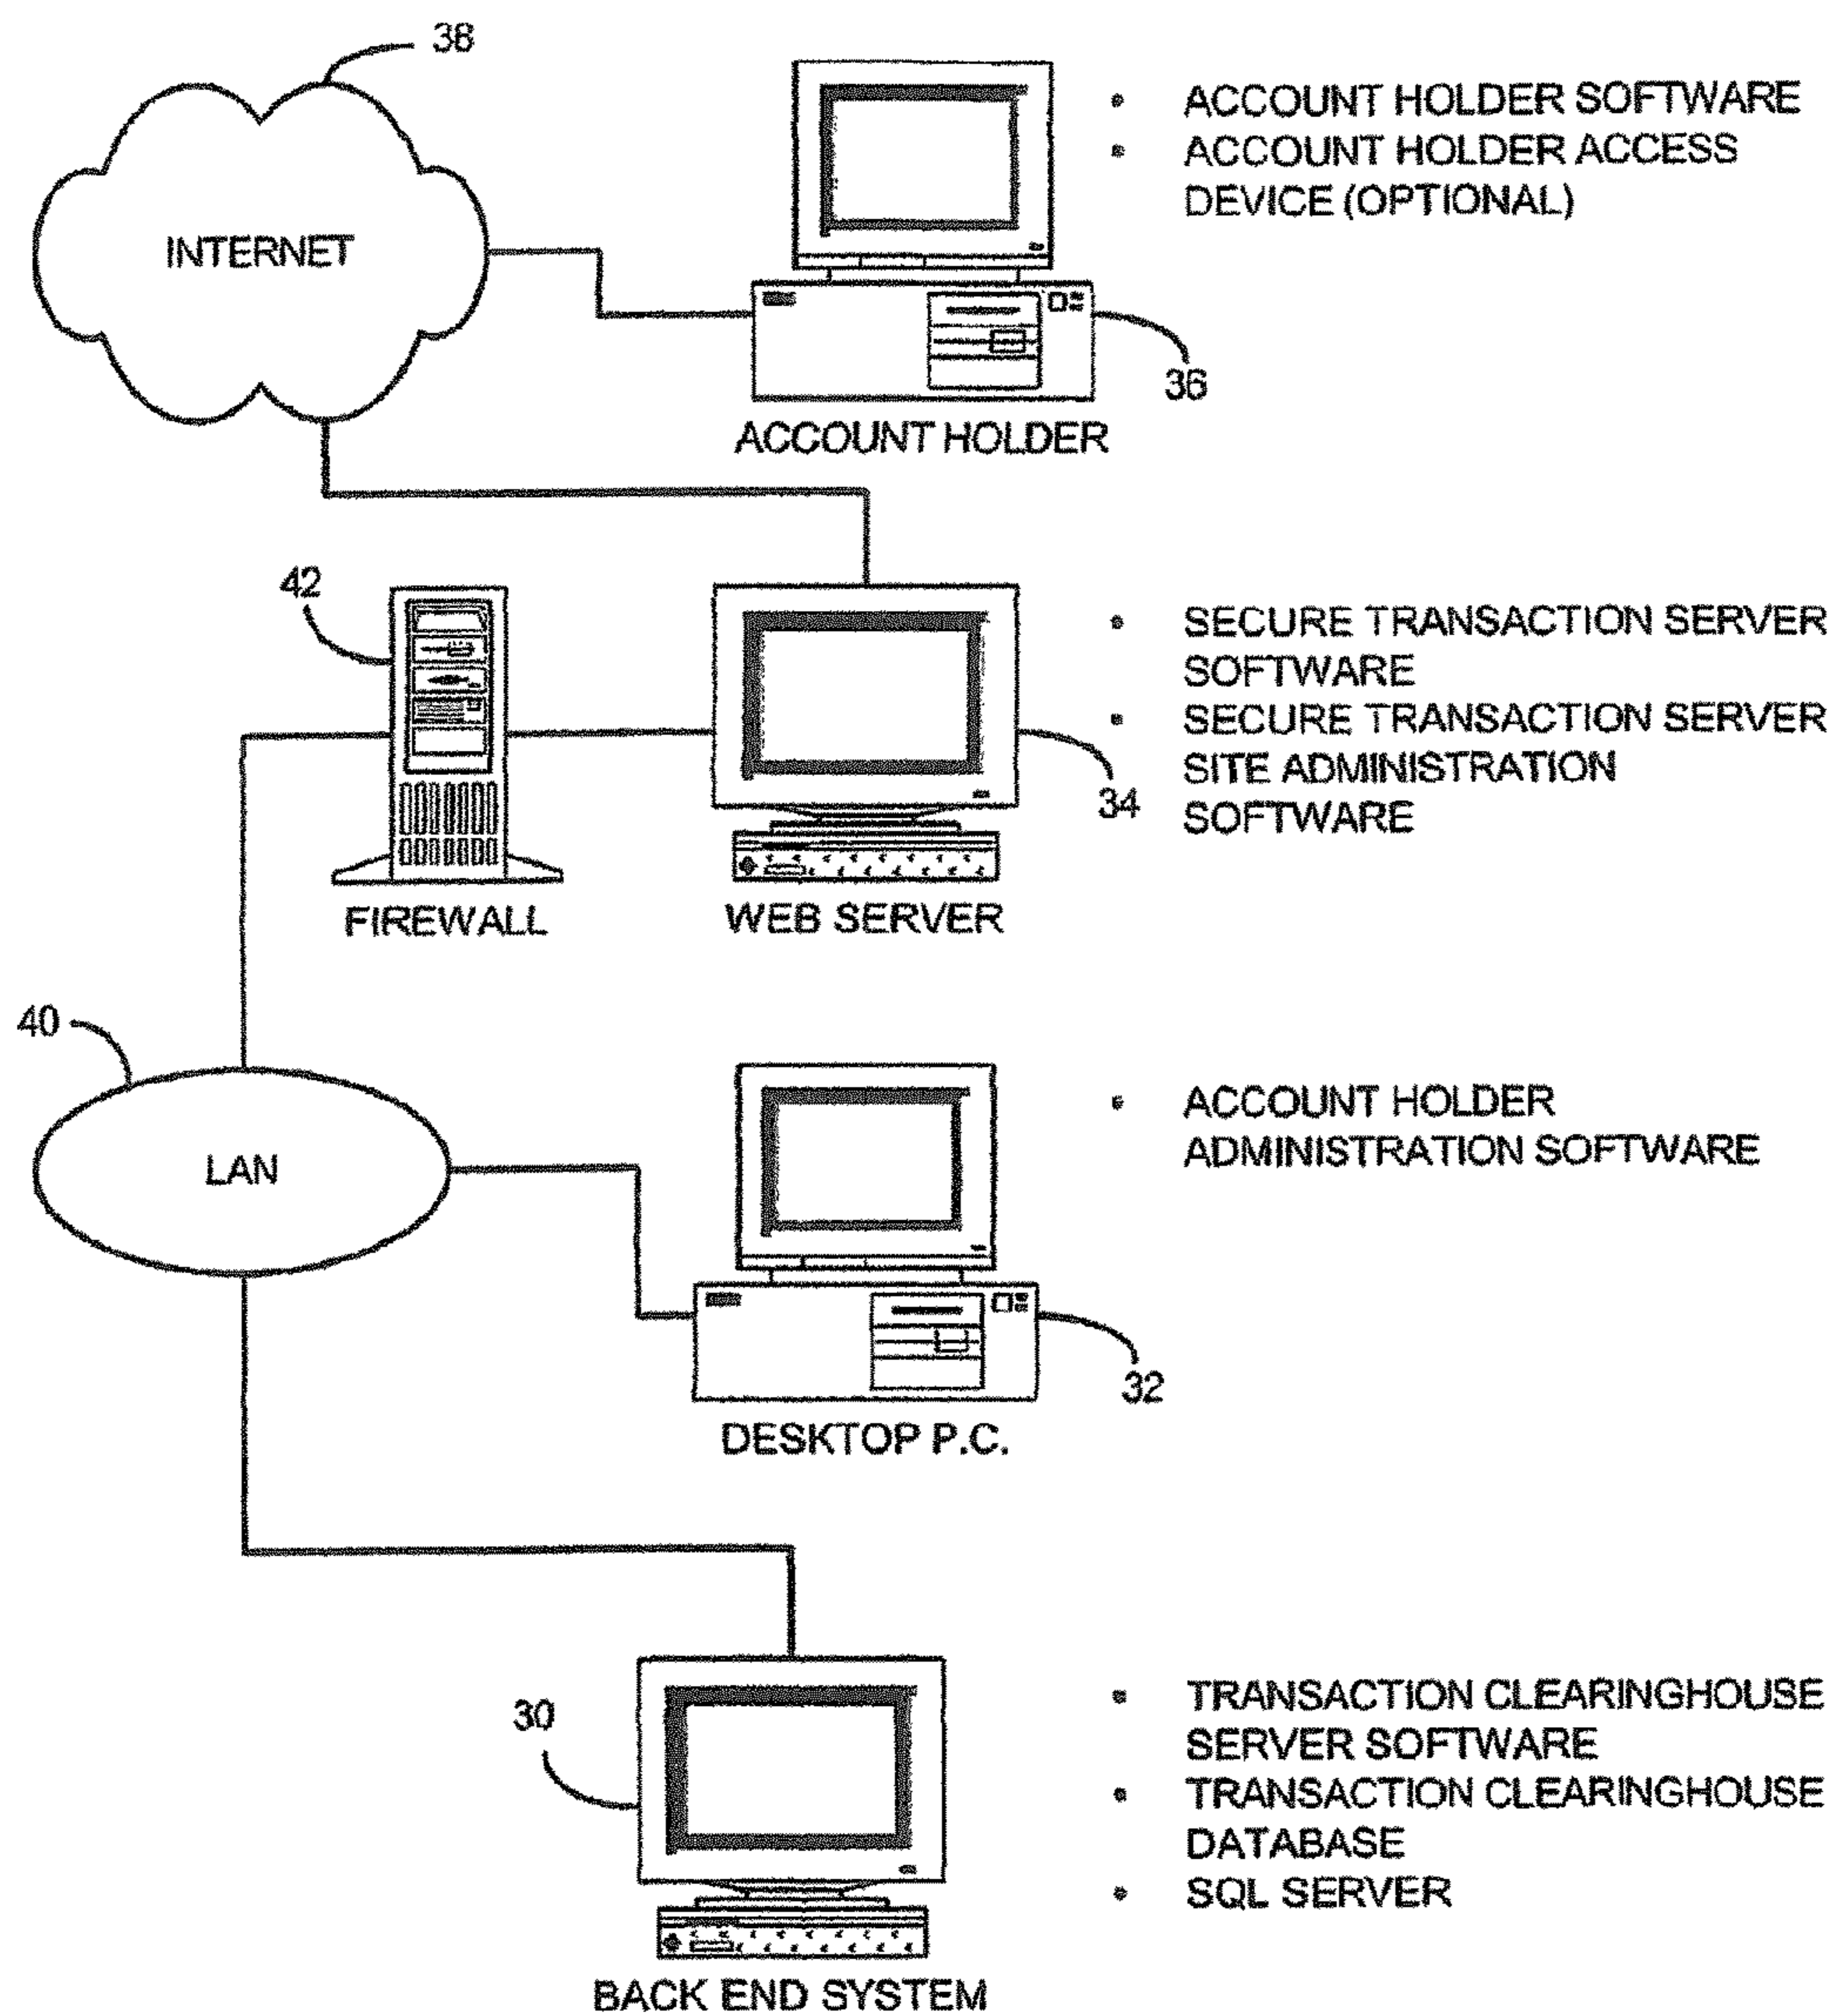 38
• ACCOUNT HOLDER SOFTWARE
• ACCOUNT HOLDER ACCESS
DEVICE (OPTIONAL)
INTERNET
36
ACCOUNT HOLDER
42
• SECURE TRANSACTION SERVER
SOFTWARE
• SECURE TRANSACTION SERVER
SITE ADMINISTRATION
SOFTWARE
34
FIREWALL
WEB SERVER
40
• ACCOUNT HOLDER
ADMINISTRATION SOFTWARE
LAN
32
DESKTOP P.C.
30
• TRANSACTION CLEARINGHOUSE
SERVER SOFTWARE
• TRANSACTION CLEARINGHOUSE
DATABASE
• SQL SERVER
BACK END SYSTEM